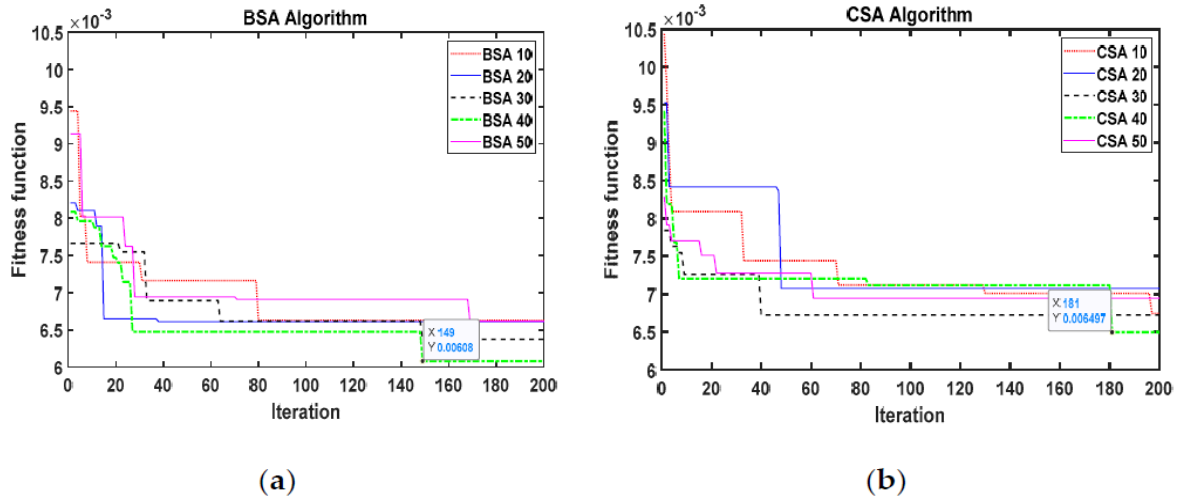 ×10⁻³
BSA Algorithm
10.5
10
9.5
9
8.5
8
7.5
7
6.5
6
Fitness function
BSA 10
BSA 20
BSA 30
BSA 40
BSA 50
X 149
Y 0.00608
0 20 40 60 80 100 120 140 160 180 200
Iteration
(a)
×10⁻³
CSA Algorithm
10.5
10
9.5
9
8.5
8
7.5
7
6.5
6
Fitness function
CSA 10
CSA 20
CSA 30
CSA 40
CSA 50
X 181
Y 0.006497
0 20 40 60 80 100 120 140 160 180 200
Iteration
(b)